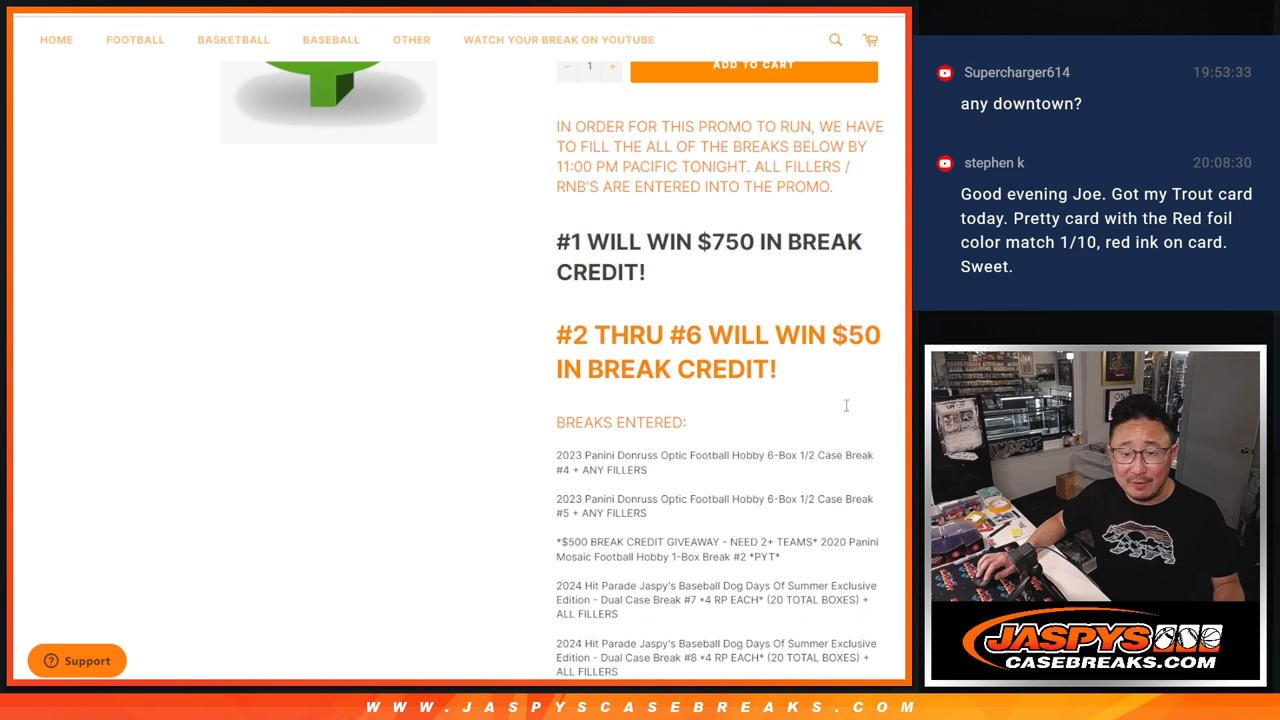 HOME FOOTBALL BASKETBALL BASEBALL OTHER WATCH YOUR BREAK ON YOUTUBE
− 1 + ADD TO CART
IN ORDER FOR THIS PROMO TO RUN, WE HAVE
TO FILL THE ALL OF THE BREAKS BELOW BY
11:00 PM PACIFIC TONIGHT. ALL FILLERS /
RNB'S ARE ENTERED INTO THE PROMO.
#1 WILL WIN $750 IN BREAK
CREDIT!
#2 THRU #6 WILL WIN $50
IN BREAK CREDIT!
BREAKS ENTERED:
2023 Panini Donruss Optic Football Hobby 6-Box 1/2 Case Break
#4 + ANY FILLERS
2023 Panini Donruss Optic Football Hobby 6-Box 1/2 Case Break
#5 + ANY FILLERS
*$500 BREAK CREDIT GIVEAWAY - NEED 2+ TEAMS* 2020 Panini
Mosaic Football Hobby 1-Box Break #2 *PYT*
2024 Hit Parade Jaspy's Baseball Dog Days Of Summer Exclusive
Edition - Dual Case Break #7 *4 RP EACH* (20 TOTAL BOXES) +
ALL FILLERS
2024 Hit Parade Jaspy's Baseball Dog Days Of Summer Exclusive
Edition - Dual Case Break #8 *4 RP EACH* (20 TOTAL BOXES) +
ALL FILLERS
Support
Supercharger614 19:53:33
any downtown?
stephen k 20:08:30
Good evening Joe. Got my Trout card
today. Pretty card with the Red foil
color match 1/10, red ink on card.
Sweet.
JASPYS
CASEBREAKS.COM
WWW.JASPYSCASEBREAKS.COM